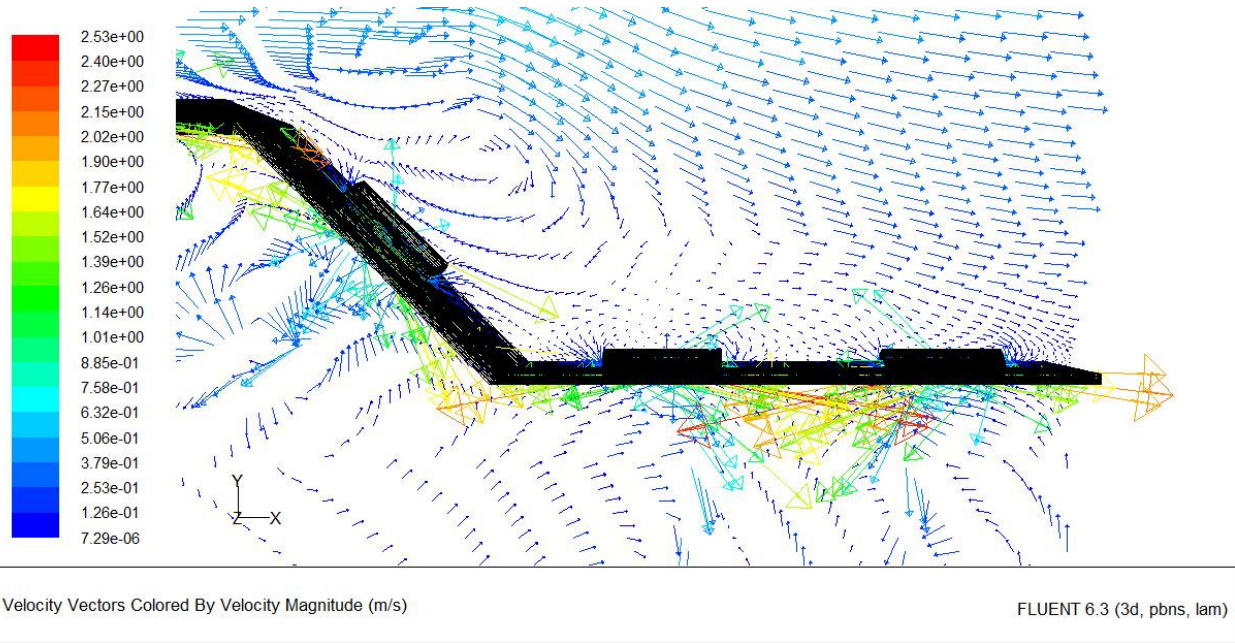 2.53e+00
2.40e+00
2.27e+00
2.15e+00
2.02e+00
1.90e+00
1.77e+00
1.64e+00
1.52e+00
1.39e+00
1.26e+00
1.14e+00
1.01e+00
8.85e-01
7.58e-01
6.32e-01
5.06e-01
3.79e-01
2.53e-01
1.26e-01
7.29e-06
Y
Z X
Velocity Vectors Colored By Velocity Magnitude (m/s)
FLUENT 6.3 (3d, pbns, lam)